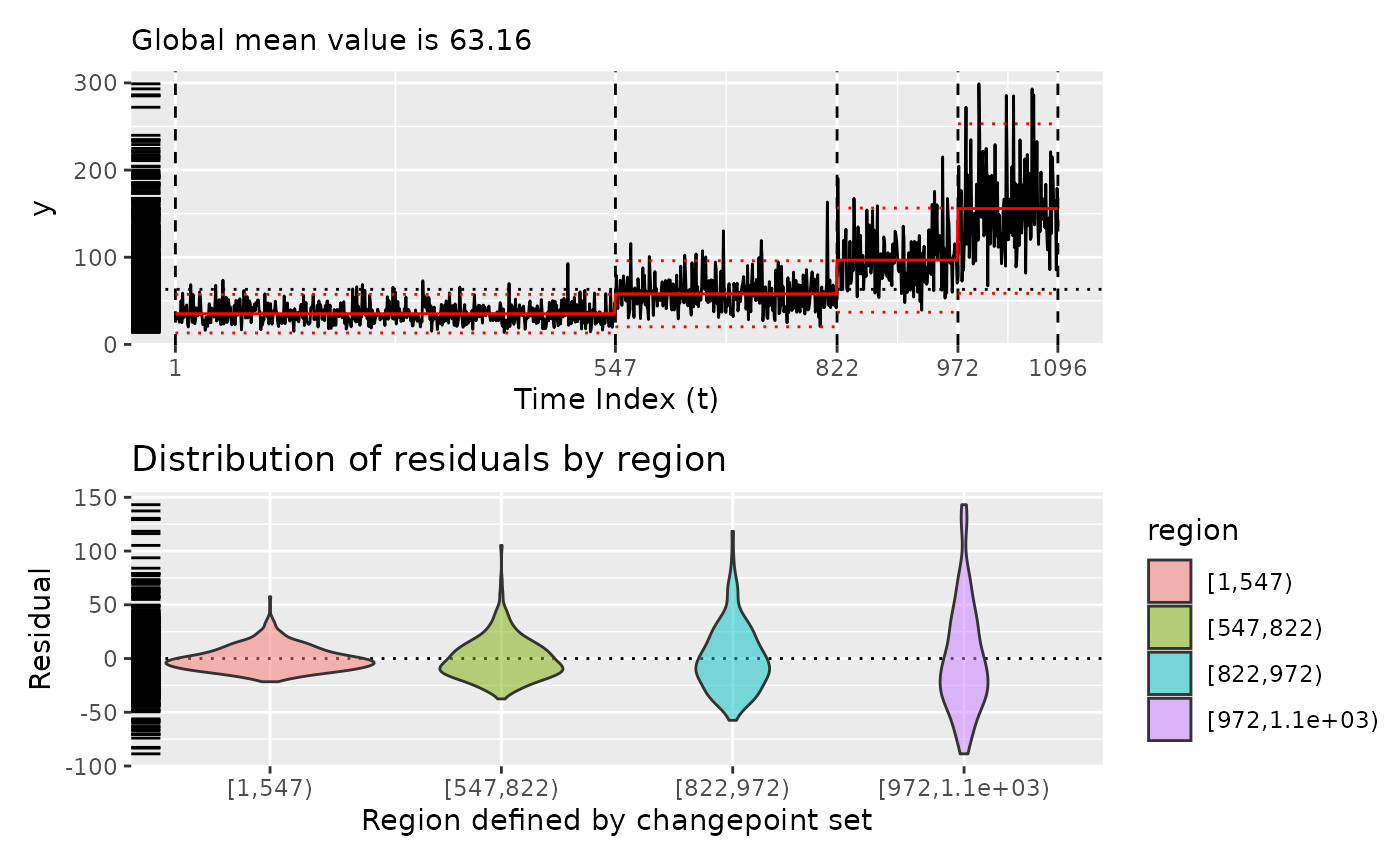 Global mean value is 63.16
300
200
100
0
y
1 547 822 972 1096
Time Index (t)
Distribution of residuals by region
150
100
50
0
-50
-100
Residual
[1,547) [547,822) [822,972) [972,1.1e+03)
Region defined by changepoint set
region
[1,547)
[547,822)
[822,972)
[972,1.1e+03)